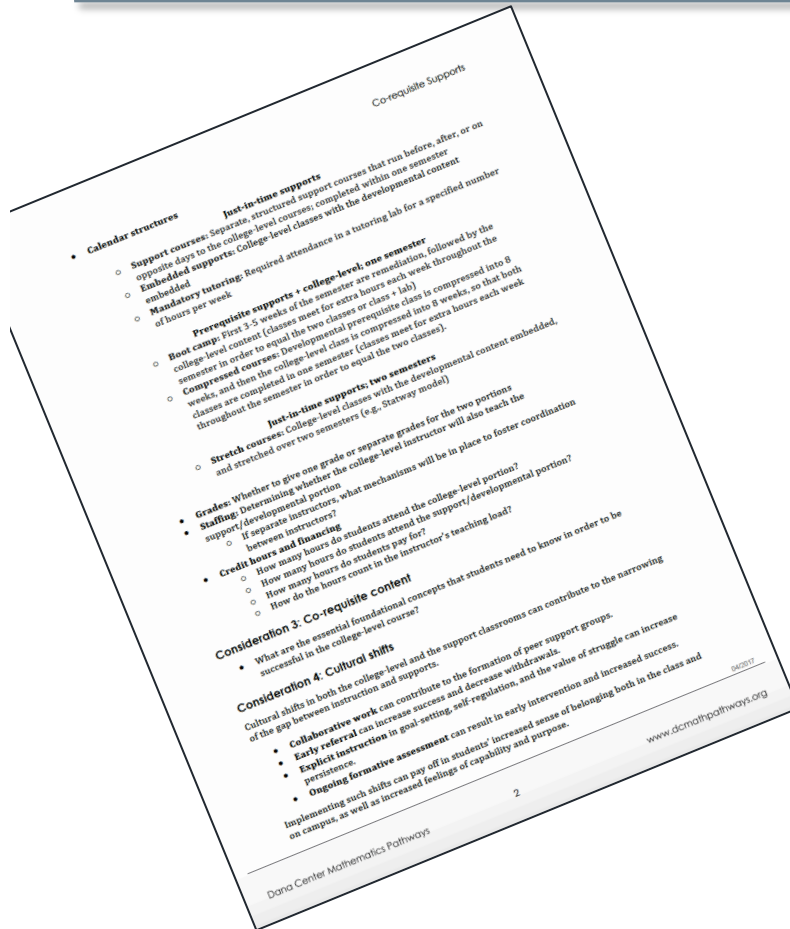 Co-requisite Supports
• Calendar structures
Just-in-time supports
○ Support courses: Separate, structured support courses that run before, after, or on
opposite days to the college-level courses; completed within one semester
○ Embedded supports: College-level classes with the developmental content
embedded
○ Mandatory tutoring: Required attendance in a tutoring lab for a specified number
of hours per week
Prerequisite supports + college-level; one semester
○ Boot camp: First 3-5 weeks of the semester are remediation, followed by the
college-level content (classes meet for extra hours each week throughout the
semester in order to equal the two classes or class + lab)
○ Compressed courses: Developmental prerequisite class is compressed into 8
weeks, and then the college-level class is compressed into 8 weeks, so that both
classes are completed in one semester (classes meet for extra hours each week
throughout the semester in order to equal the two classes).
Just-in-time supports; two semesters
○ Stretch courses: College-level classes with the developmental content embedded,
and stretched over two semesters (e.g., Statway model)
• Grades: Whether to give one grade or separate grades for the two portions
• Staffing: Determining whether the college-level instructor will also teach the
support/developmental portion
○ If separate instructors, what mechanisms will be in place to foster coordination
between instructors?
• Credit hours and financing
○ How many hours do students attend the college-level portion?
○ How many hours do students attend the support/developmental portion?
○ How many hours do students pay for?
○ How do the hours count in the instructor's teaching load?
Consideration 3: Co-requisite content
• What are the essential foundational concepts that students need to know in order to be
successful in the college-level course?
Consideration 4: Cultural shifts
Cultural shifts in both the college-level and the support classrooms can contribute to the narrowing
of the gap between instruction and supports.
• Collaborative work can contribute to the formation of peer support groups.
• Early referral can increase success and decrease withdrawals.
• Explicit instruction in goal-setting, self-regulation, and the value of struggle can increase
persistence.
• Ongoing formative assessment can result in early intervention and increased success.
Implementing such shifts can pay off in students' increased sense of belonging both in the class and
on campus, as well as increased feelings of capability and purpose.
04/2017
Dana Center Mathematics Pathways
2
www.dcmathpathways.org